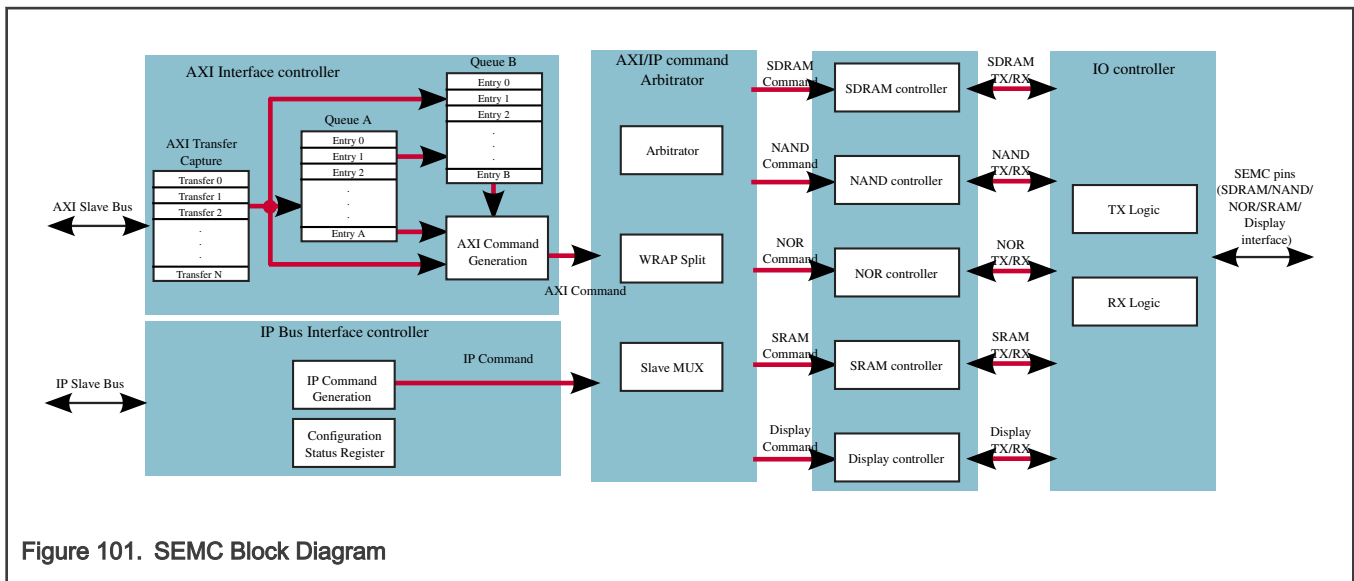 AXI Interface controller
Queue B
Entry 0
Entry 1
Entry 2
.
.
.
Entry B
Queue A
Entry 0
Entry 1
Entry 2
.
.
.
Entry A
AXI Transfer
Capture
Transfer 0
Transfer 1
Transfer 2
.
.
.
Transfer N
AXI Slave Bus
AXI Command
Generation
AXI Command
IP Bus Interface controller
IP Slave Bus
IP Command
Generation
IP Command
Configuration
Status Register
AXI/IP command
Arbitrator
Arbitrator
WRAP Split
Slave MUX
SDRAM
Command
NAND
Command
NOR
Command
SRAM
Command
Display
Command
SDRAM controller
NAND controller
NOR controller
SRAM controller
Display controller
SDRAM
TX/RX
NAND
TX/RX
NOR
TX/RX
SRAM
TX/RX
Display
TX/RX
IO controller
TX Logic
RX Logic
SEMC pins
(SDRAM/NAND/
NOR/SRAM/
Display
interface)
Figure 101. SEMC Block Diagram